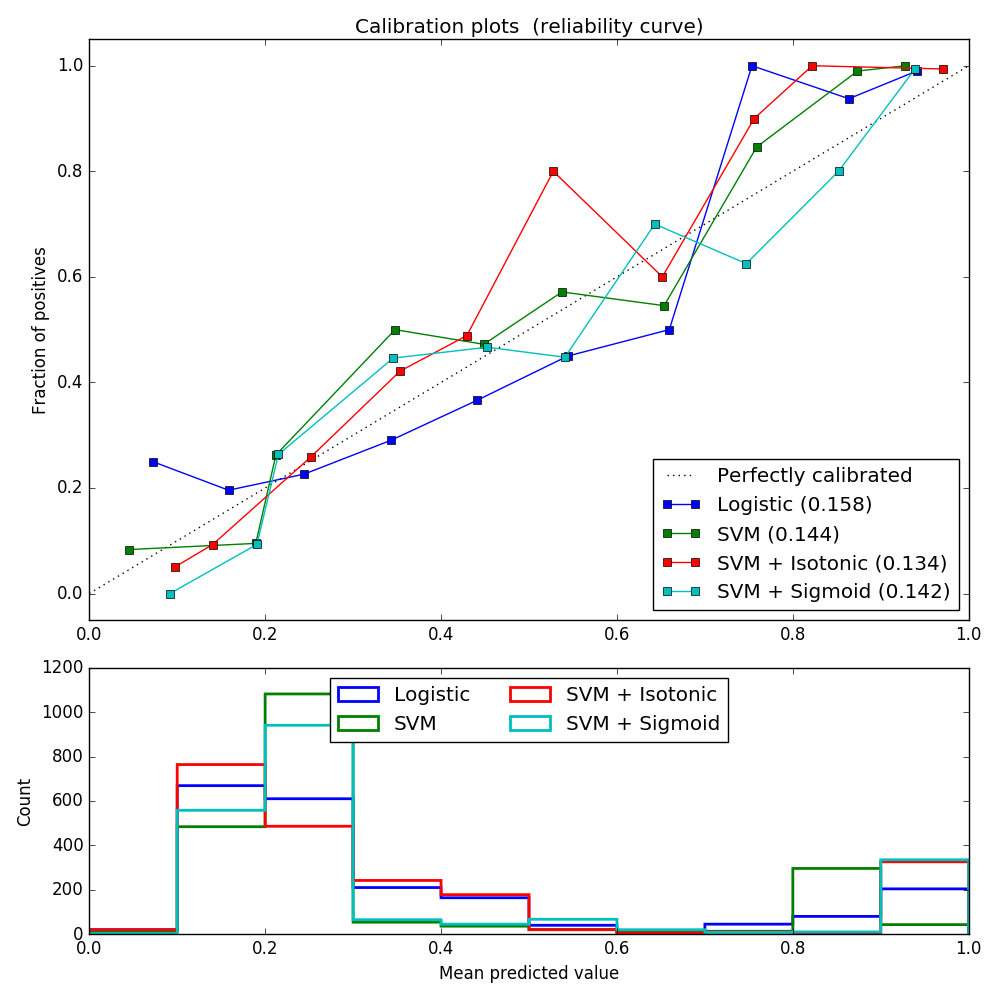 Calibration plots  (reliability curve)
1.0
0.8
0.6
0.4
0.2
0.0
Fraction of positives
Perfectly calibrated
Logistic (0.158)
SVM (0.144)
SVM + Isotonic (0.134)
SVM + Sigmoid (0.142)
0.0 0.2 0.4 0.6 0.8 1.0
1200
1000
800
600
400
200
0
Count
Logistic SVM + Isotonic
SVM SVM + Sigmoid
0.0 0.2 0.4 0.6 0.8 1.0
Mean predicted value